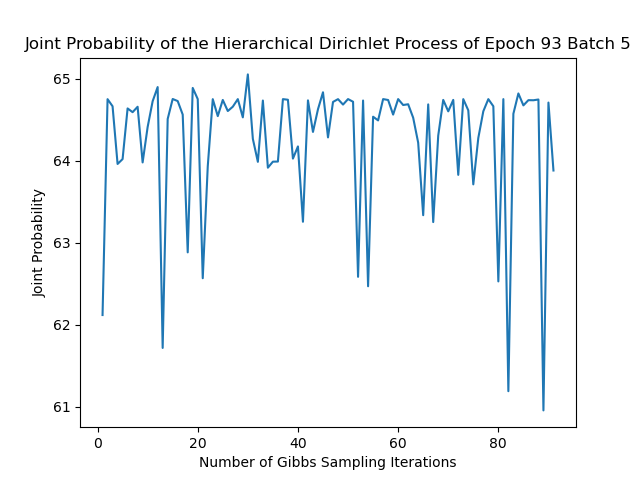 Joint Probability of the Hierarchical Dirichlet Process of Epoch 93 Batch 5
65
64
63
62
61
Joint Probability
0 20 40 60 80
Number of Gibbs Sampling Iterations